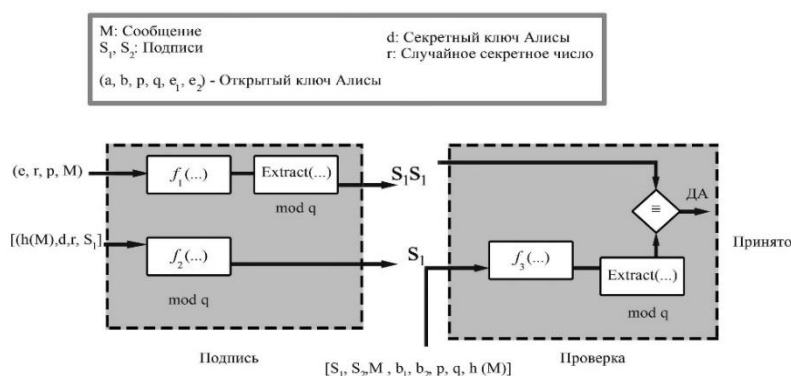 M: Сообщение
S₁, S₂: Подписи
d: Секретный ключ Алисы
r: Случайное секретное число
(a, b, p, q, e₁, e₂) - Открытый ключ Алисы
(e, r, p, M)
f₁(...)
Extract(...)
mod q
S₁S₁
ДА
≡
[(h(M),d,r, S₁]
f₂(...)
mod q
S₁
f₃(...)
Extract(...)
mod q
Принято
Подпись
[S₁, S₂,M , b₁, b₂, p, q, h (M)]
Проверка